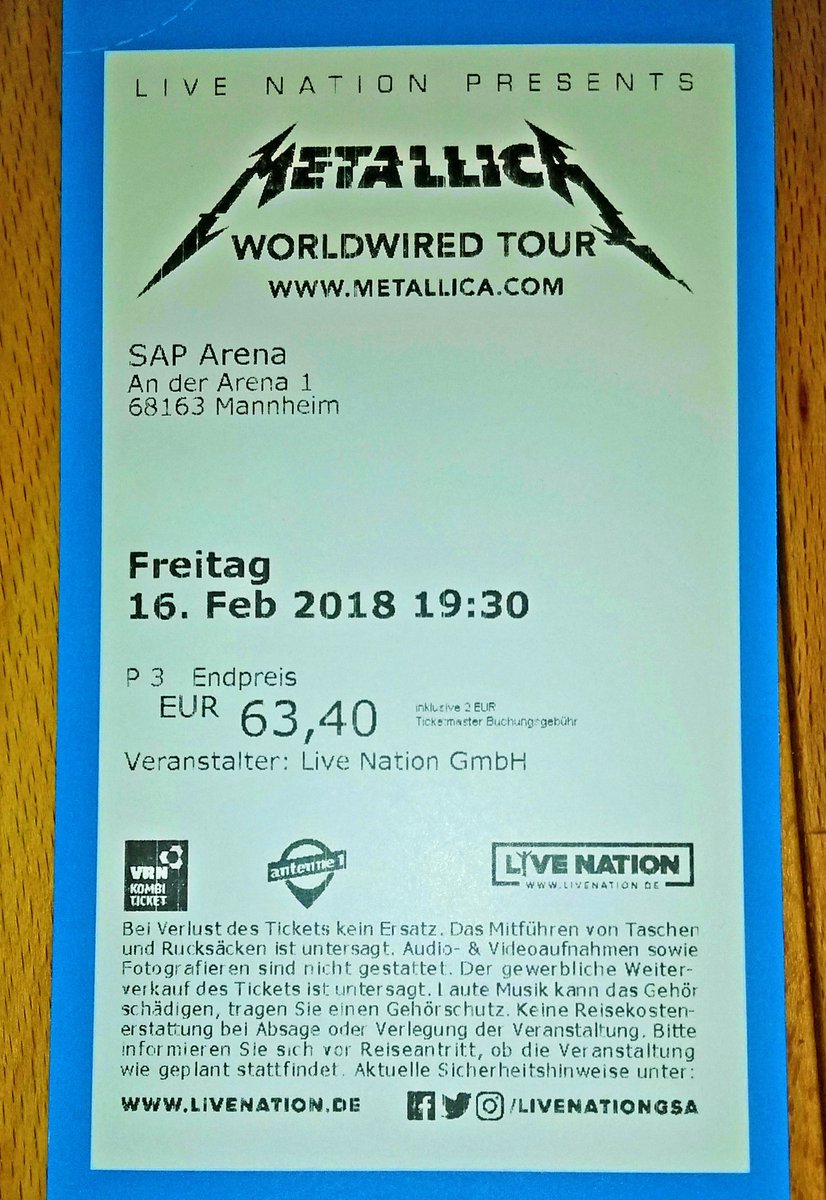 LIVE NATION PRESENTS
METALLICA
WORLDWIRED TOUR
WWW.METALLICA.COM
SAP Arena
An der Arena 1
68163 Mannheim
Freitag
16. Feb 2018 19:30
P 3 Endpreis
EUR 63,40 inklusive 2 EUR
Ticketmaster Buchungsgebühr
Veranstalter: Live Nation GmbH
VRN
KOMBI
TICKET
antenne 1
LIVE NATION
WWW.LIVENATION.DE
Bei Verlust des Tickets kein Ersatz. Das Mitführen von Taschen
und Rucksäcken ist untersagt. Audio- & Videoaufnahmen sowie
Fotografieren sind nicht gestattet. Der gewerbliche Weiter-
verkauf des Tickets ist untersagt. Laute Musik kann das Gehör
schädigen, tragen Sie einen Gehörschutz. Keine Reisekosten-
erstattung bei Absage oder Verlegung der Veranstaltung. Bitte
informieren Sie sich vor Reiseantritt, ob die Veranstaltung
wie geplant stattfindet. Aktuelle Sicherheitshinweise unter:
WWW.LIVENATION.DE /LIVENATIONGSA